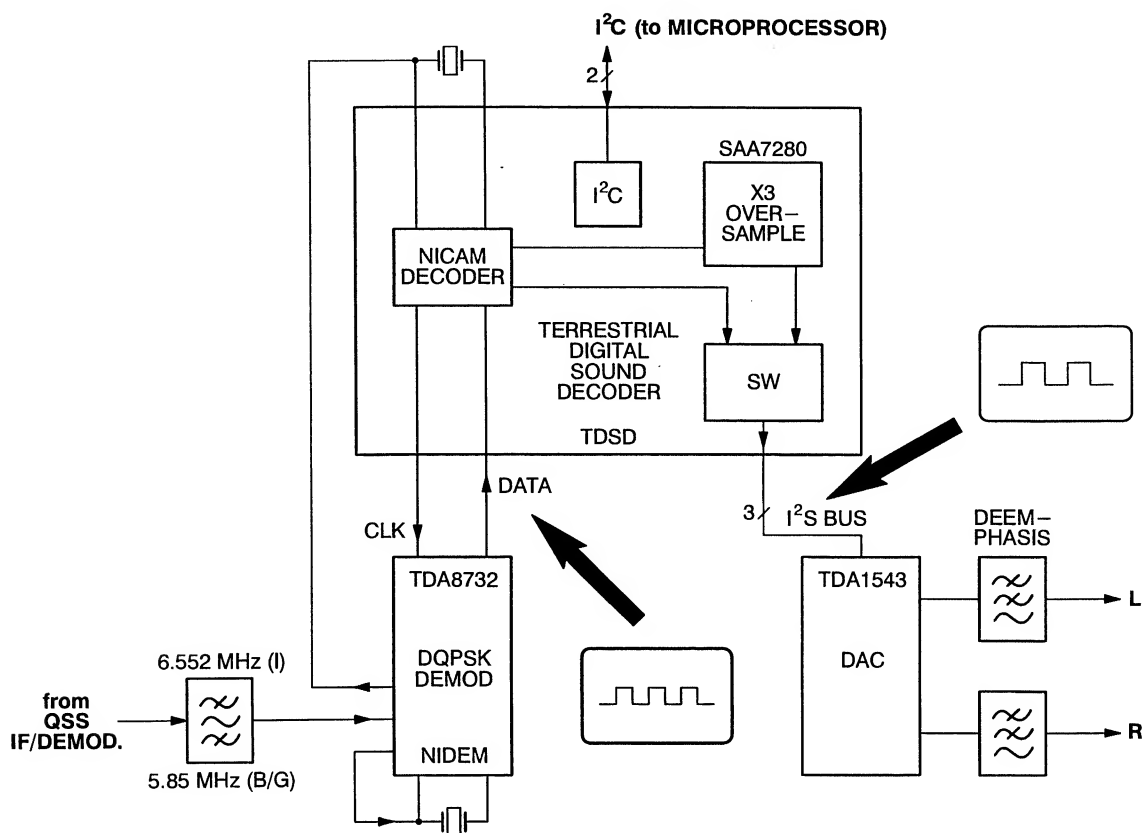 I²C (to MICROPROCESSOR)
2
SAA7280
I²C
X3
OVER–
SAMPLE
NICAM
DECODER
TERRESTRIAL
DIGITAL
SOUND
DECODER
SW
TDSD
DATA
3
I²S BUS
CLK
DEEM–
PHASIS
TDA8732
TDA1543
L
DQPSK
DEMOD
DAC
6.552 MHz (I)
from
QSS
IF/DEMOD.
R
NIDEM
5.85 MHz (B/G)